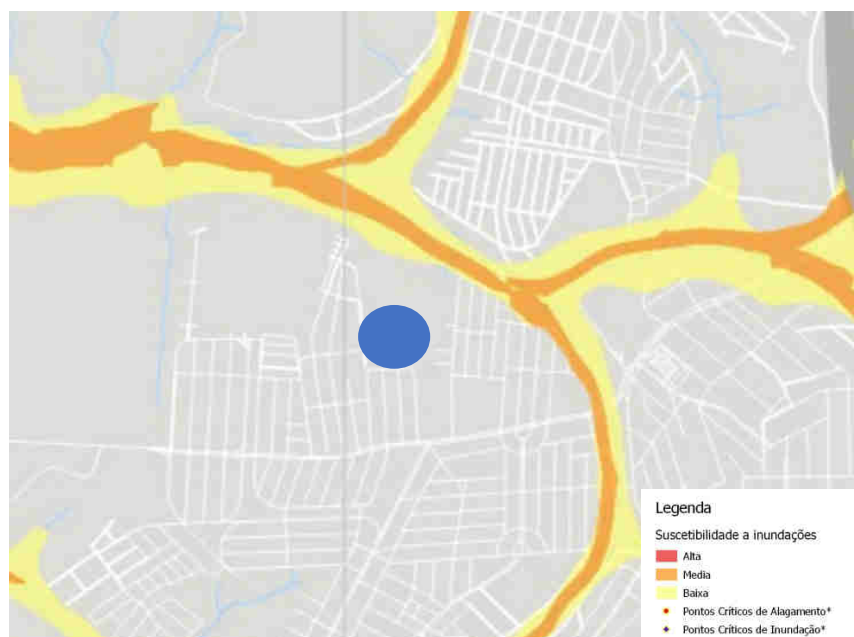 Legenda
Suscetibilidade a inundações
Alta
Media
Baixa
Pontos Críticos de Alagamento*
Pontos Críticos de Inundação*